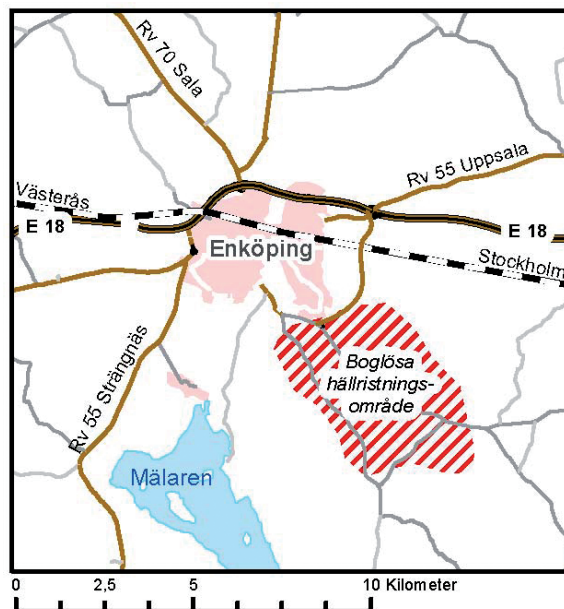 Rv 70 Sala
Rv 55 Uppsala
Västerås
E 18
E 18
Enköping
Stockholm
Boglösa
hällristnings-
område
Rv 55 Strängnäs
Mälaren
0 2,5 5 10 Kilometer